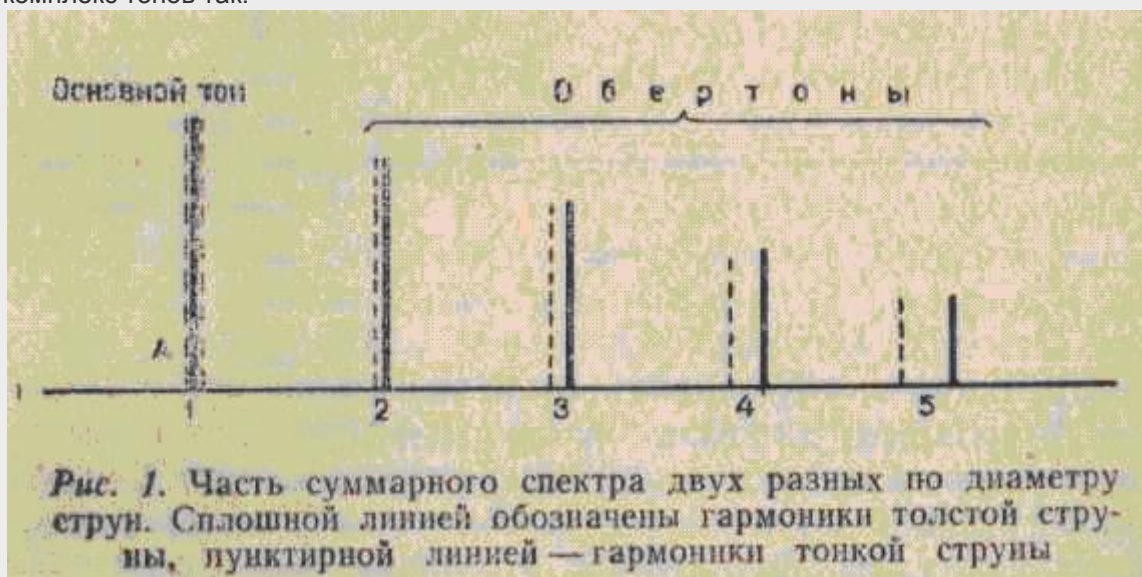 комплекс тонов так:
Основной тон
О б е р т о н ы
1 2 3 4 5
Рис. 1. Часть суммарного спектра двух разных по диаметру
струн. Сплошной линией обозначены гармоники толстой стру-
ны, пунктирной линией — гармоники тонкой струны